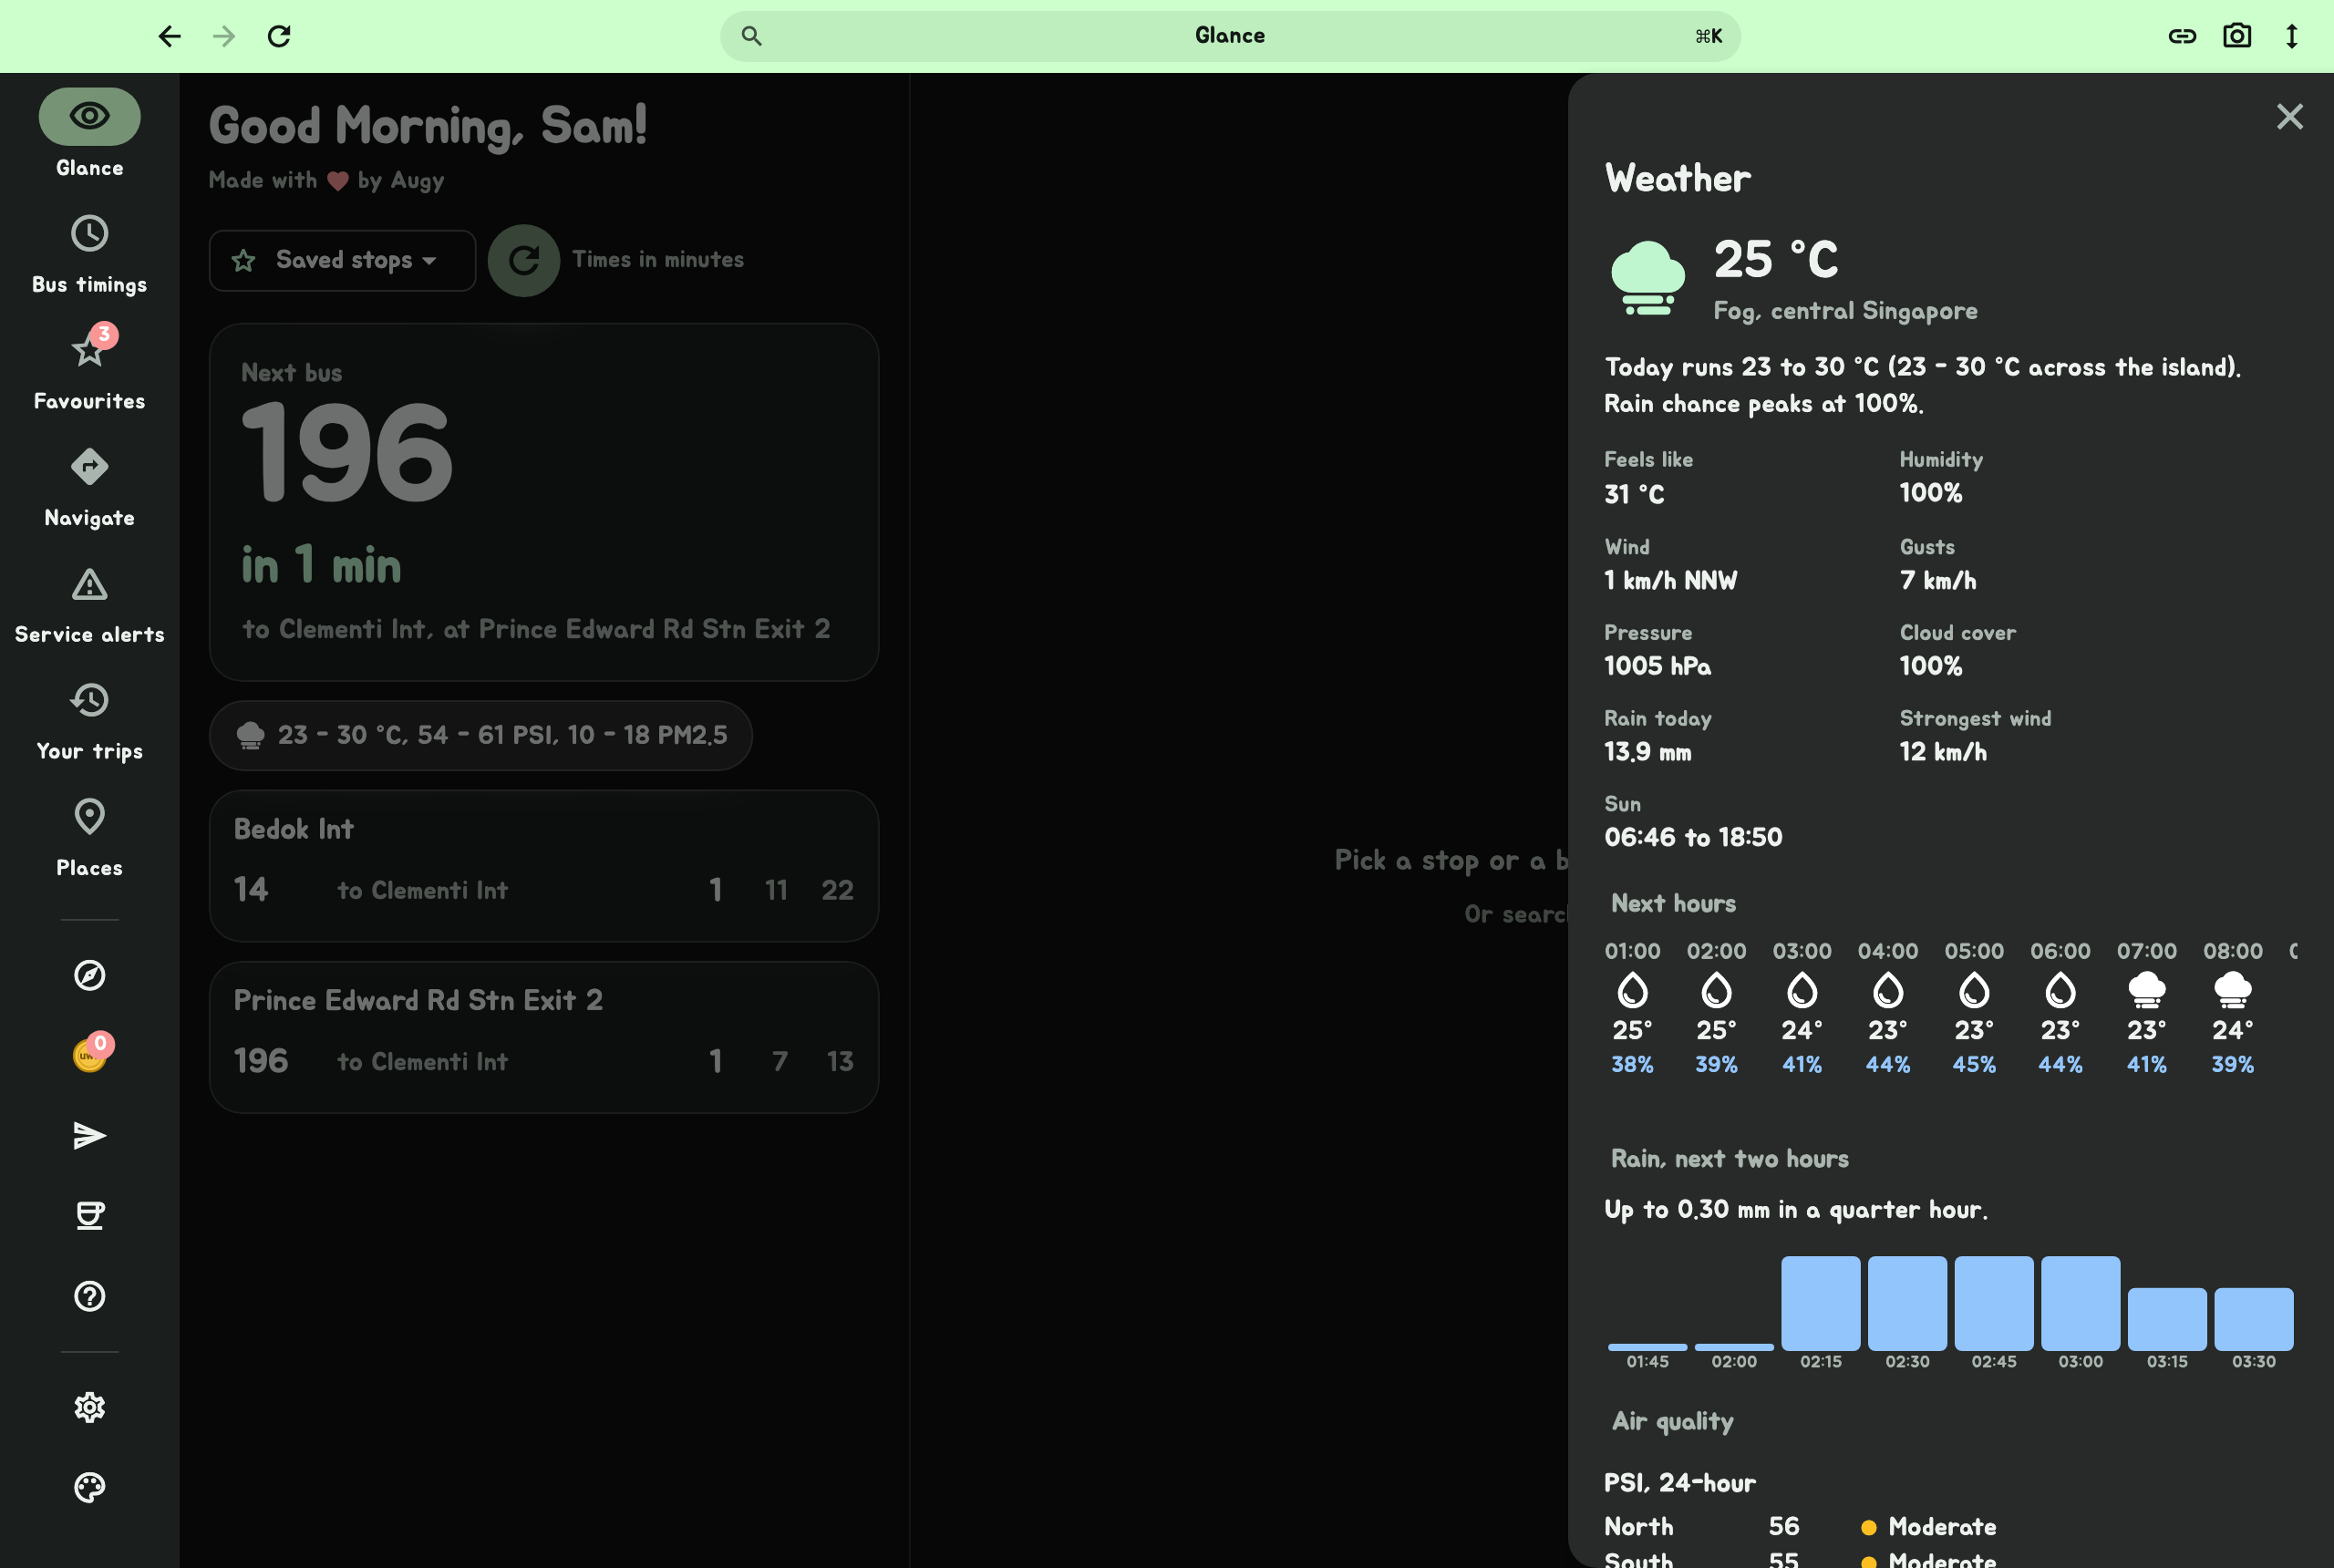 Glance
⌘K
Glance
Bus timings
3
Favourites
Navigate
Service alerts
Your trips
Places
0
Good Morning, Sam!
Made with ❤ by Augy
Saved stops
Times in minutes
Next bus
196
in 1 min
to Clementi Int, at Prince Edward Rd Stn Exit 2
23 - 30 °C, 54 - 61 PSI, 10 - 18 PM2.5
Bedok Int
14 to Clementi Int 1 11 22
Prince Edward Rd Stn Exit 2
196 to Clementi Int 1 7 13
Pick a stop or a b
Or search
Weather
25 °C
Fog, central Singapore
Today runs 23 to 30 °C (23 - 30 °C across the island).
Rain chance peaks at 100%.
Feels like Humidity
31 °C 100%
Wind Gusts
1 km/h NNW 7 km/h
Pressure Cloud cover
1005 hPa 100%
Rain today Strongest wind
13.9 mm 12 km/h
Sun
06:46 to 18:50
Next hours
01:00 02:00 03:00 04:00 05:00 06:00 07:00 08:00
25° 25° 24° 23° 23° 23° 23° 24°
38% 39% 41% 44% 45% 44% 41% 39%
Rain, next two hours
Up to 0.30 mm in a quarter hour.
01:45 02:00 02:15 02:30 02:45 03:00 03:15 03:30
Air quality
PSI, 24-hour
North 56 Moderate
South 55 Moderate